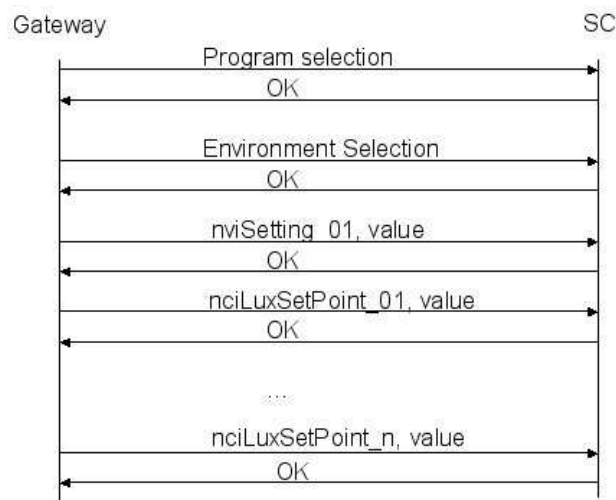 Gateway SC
Program selection
OK
Environment Selection
OK
nviSetting_01, value
OK
nciLuxSetPoint_01, value
OK
...
nciLuxSetPoint_n, value
OK